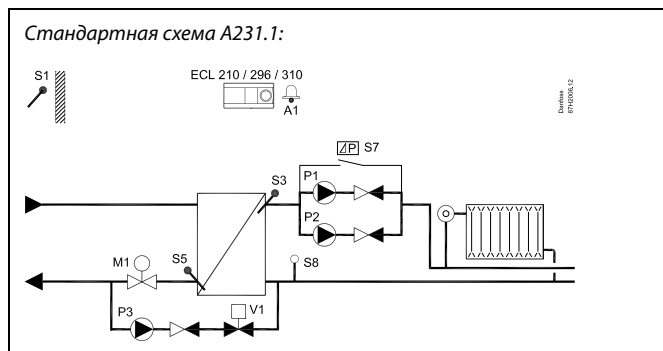 Стандартная схема A231.1:
S1
ECL 210 / 296 / 310
A1
Danfoss
87H2006.12
ΔP S7
S3
P1
P2
M1
S5
S8
P3
V1